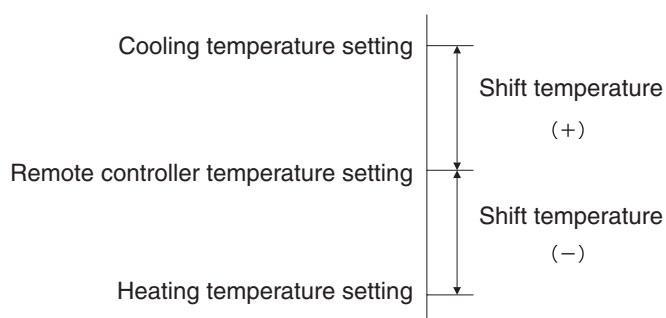 Cooling temperature setting
Shift temperature
(+)
Remote controller temperature setting
Shift temperature
(−)
Heating temperature setting